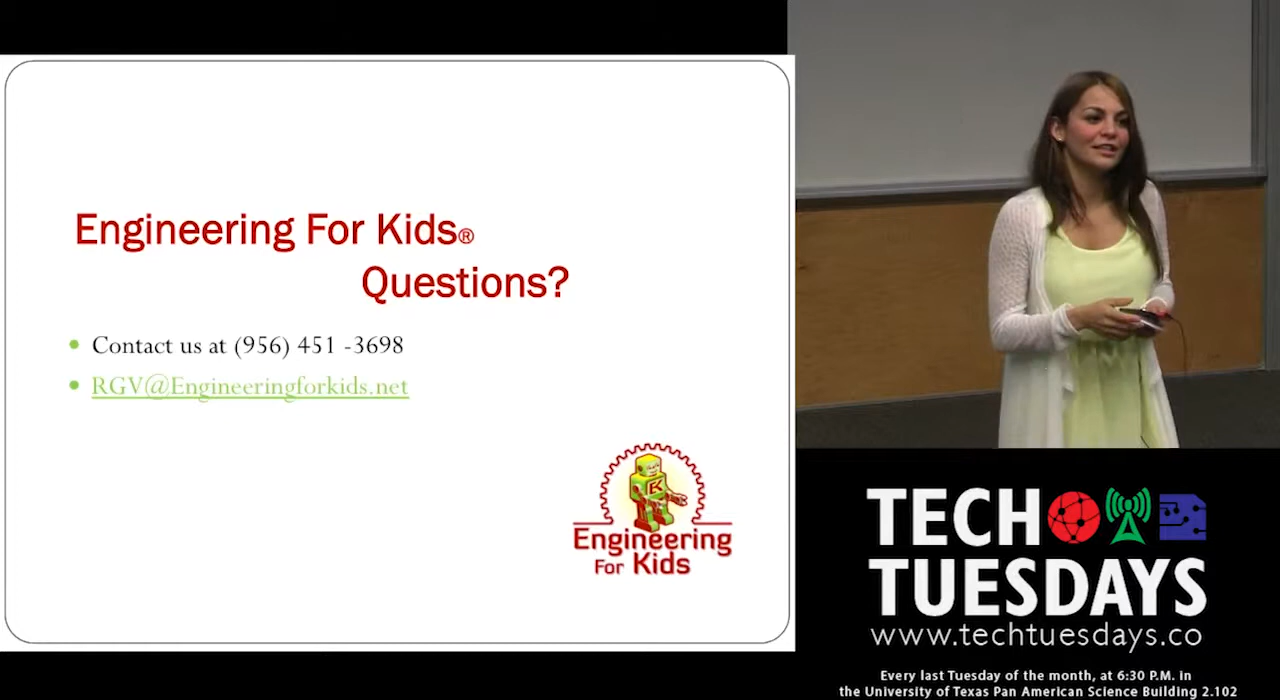 Engineering For Kids®
Questions?
• Contact us at (956) 451 -3698
• RGV@Engineeringforkids.net
E
Engineering
For Kids
TECH
TUESDAYS
www.techtuesdays.co
Every last Tuesday of the month, at 6:30 P.M. in
the University of Texas Pan American Science Building 2.102